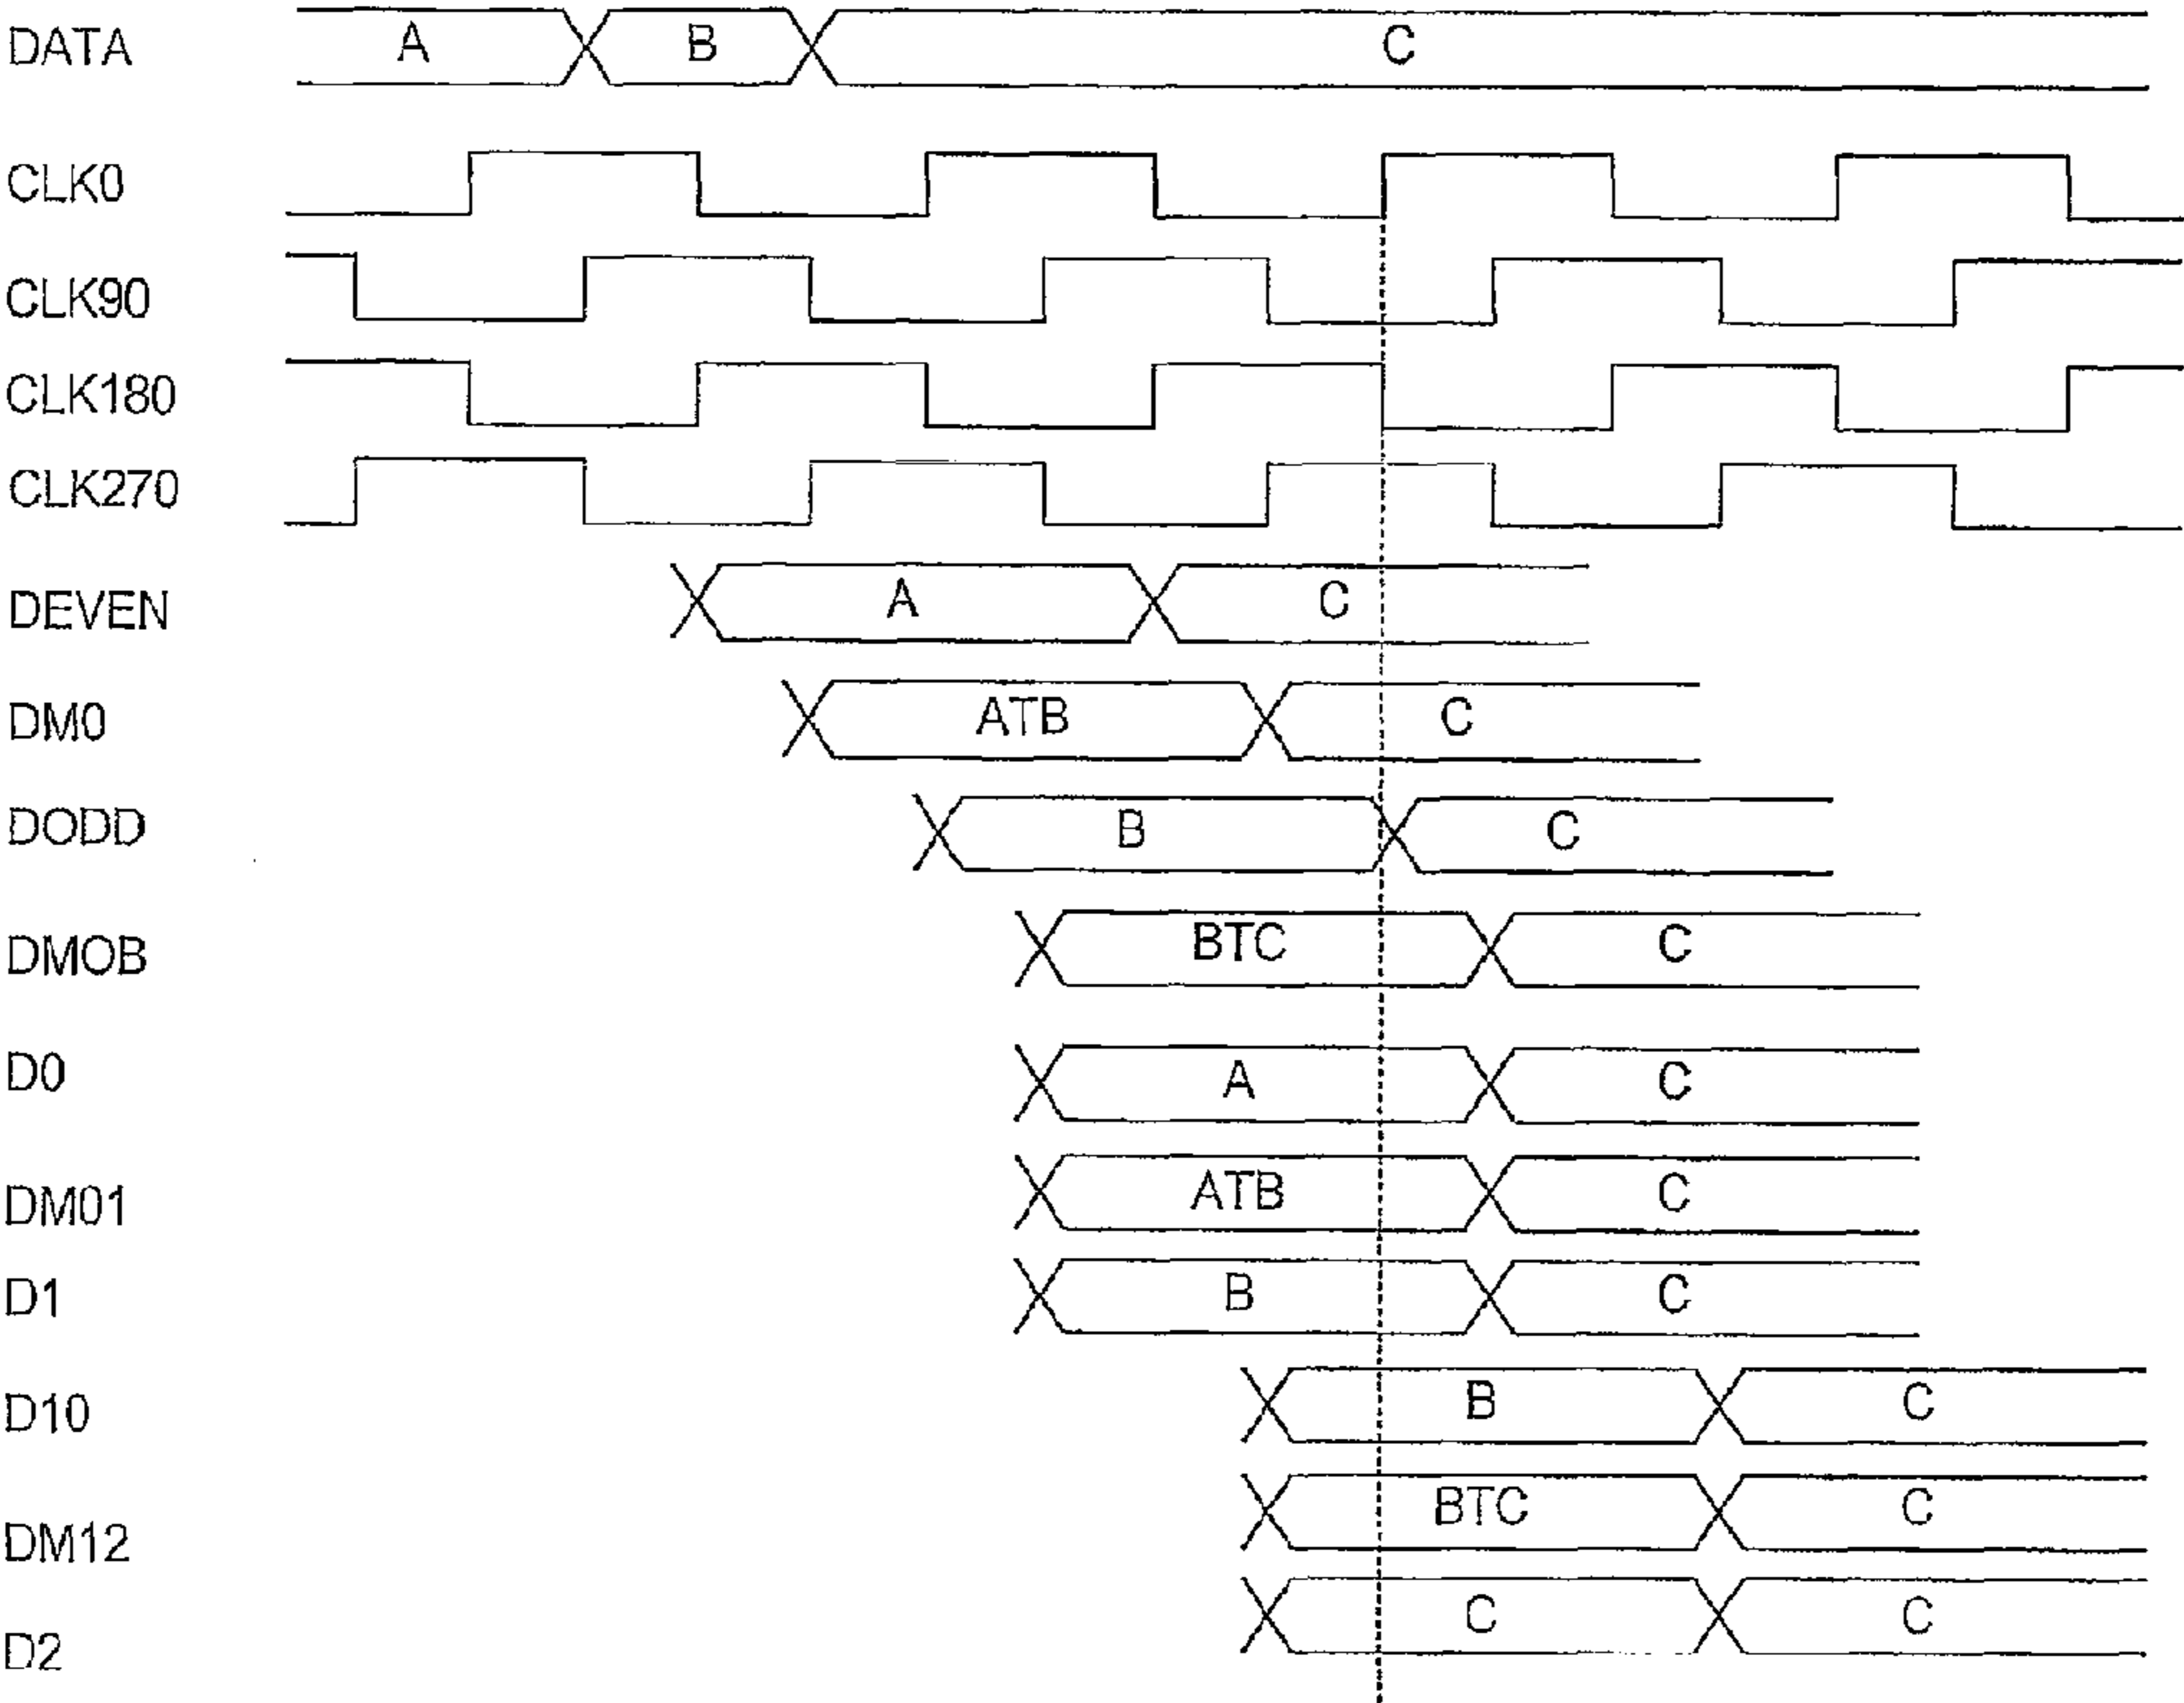 DATA A B C
CLK0
CLK90
CLK180
CLK270
DEVEN A C
DM0 ATB C
DODD B C
DMOB BTC C
D0 A C
DM01 ATB C
D1 B C
D10 B C
DM12 BTC C
D2 C C